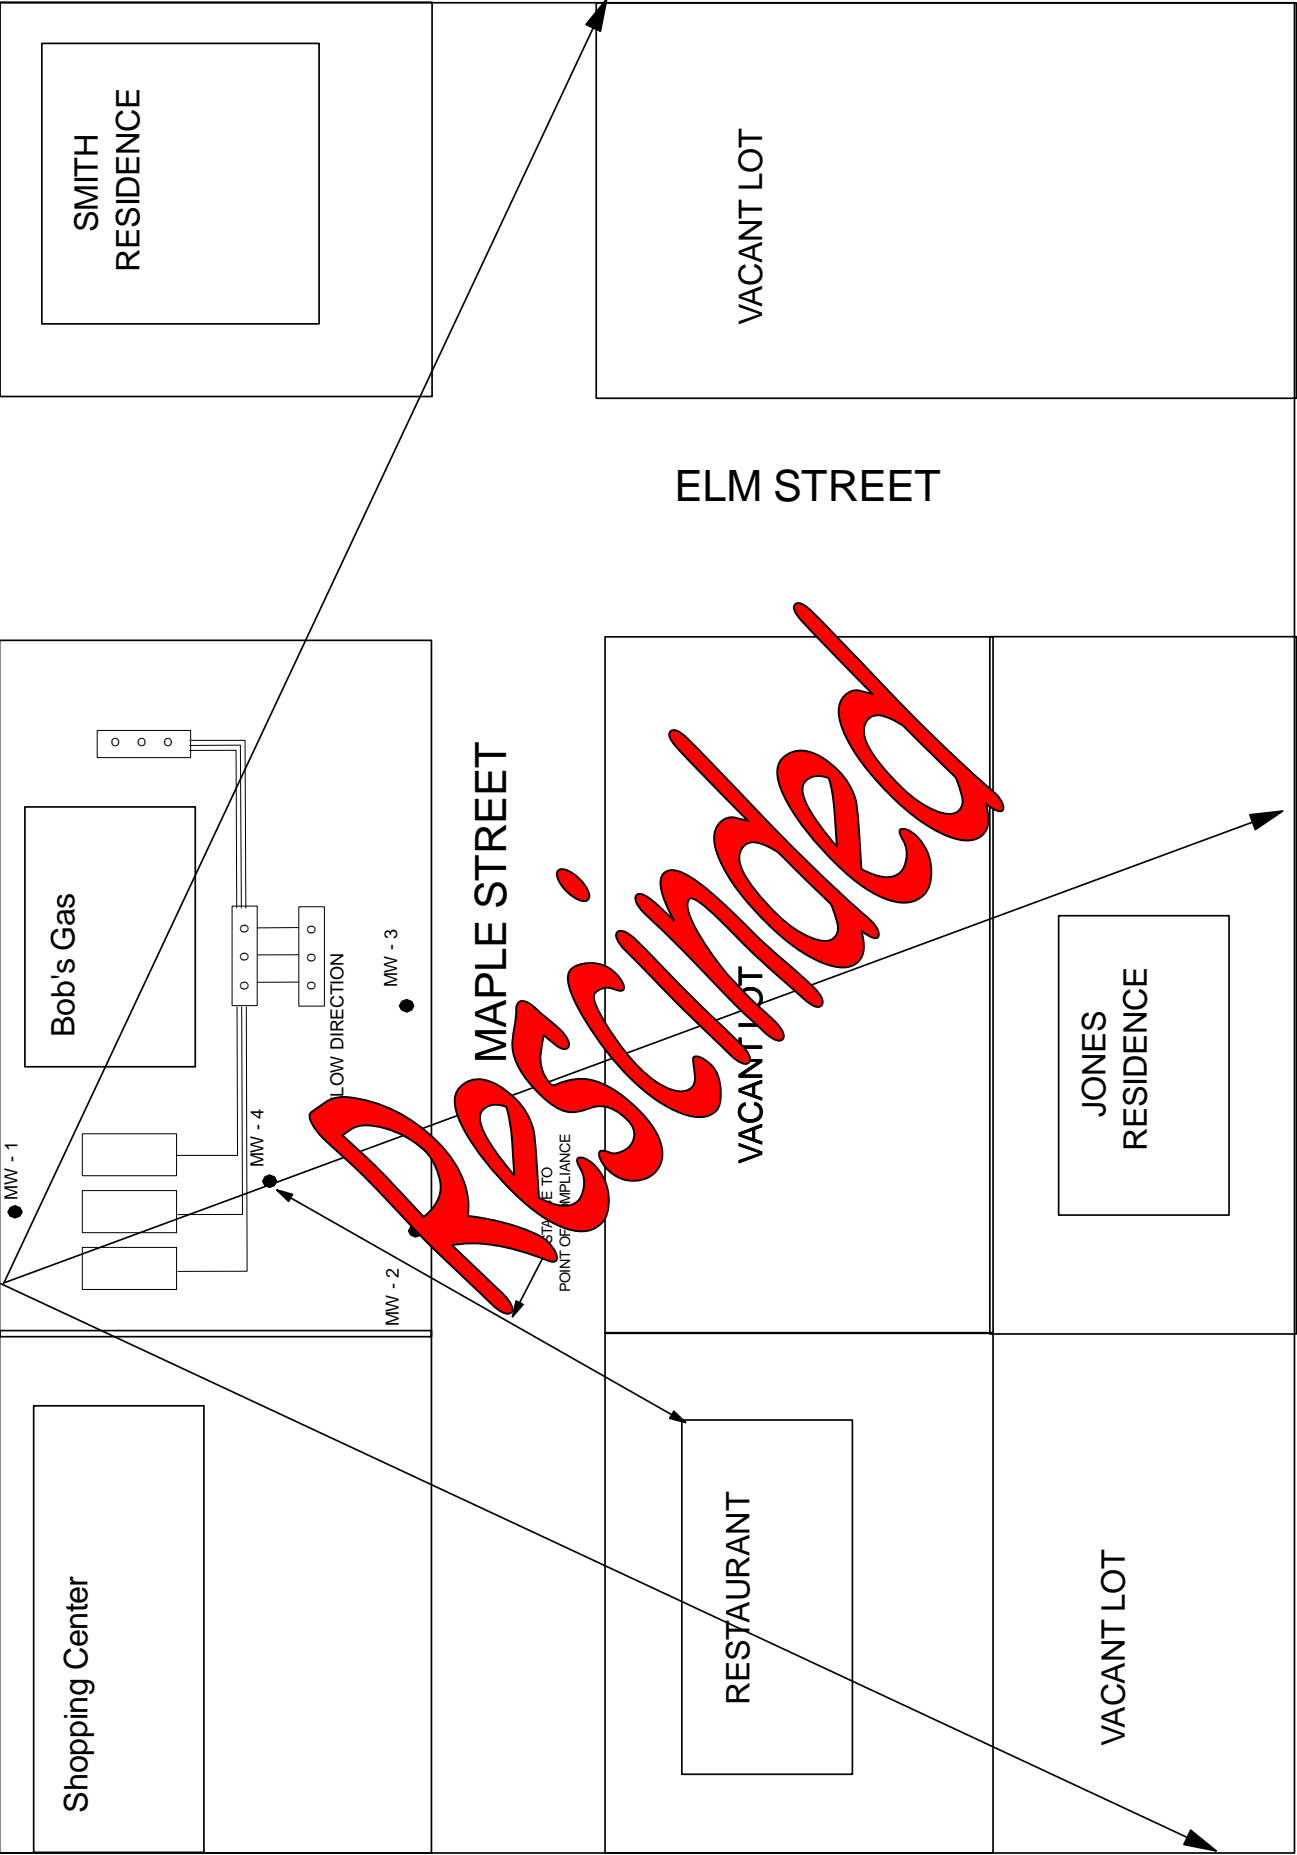 SMITH
RESIDENCE
VACANT LOT
ELM STREET
Bob's Gas
MW - 1
MW - 4
LOW DIRECTION
MW - 3
MW - 2
MAPLE STREET
TO
POINT OF
Rescinded
VACANT LOT
JONES
RESIDENCE
Shopping Center
RESTAURANT
VACANT LOT